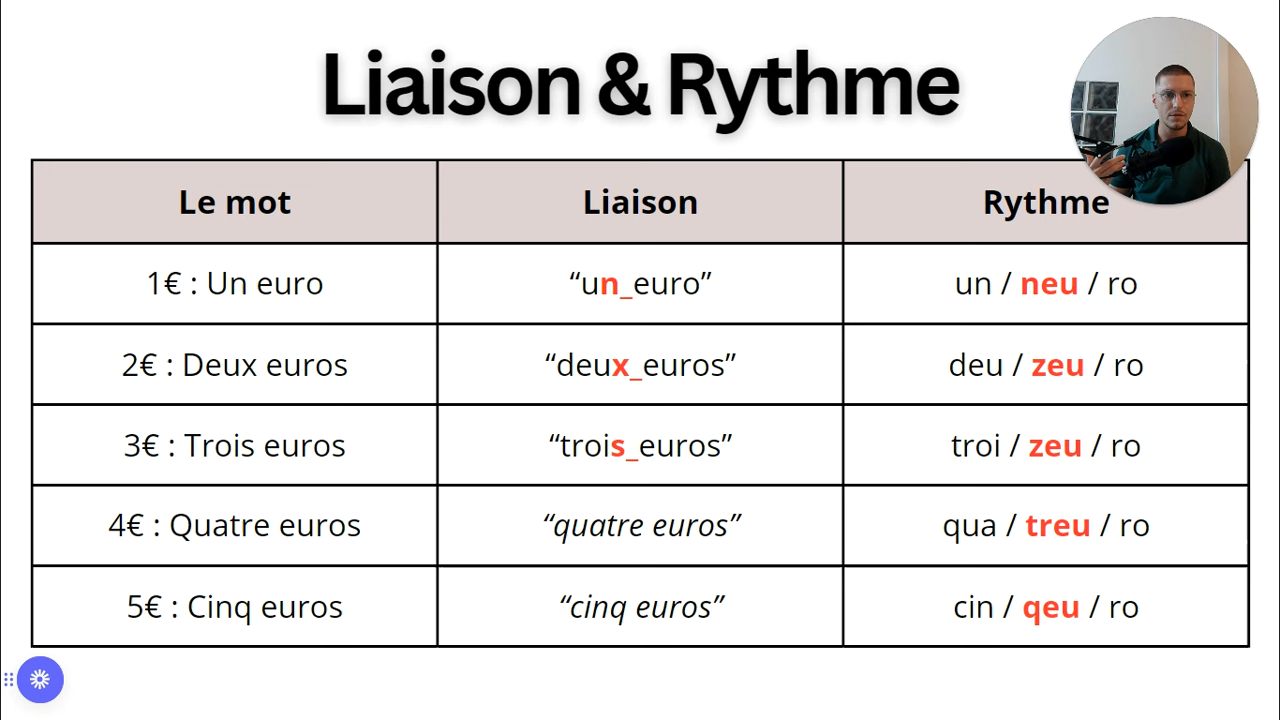 Liaison & Rythme
Le mot Liaison Rythme
1€ : Un euro “un_euro” un / neu / ro
2€ : Deux euros “deux_euros” deu / zeu / ro
3€ : Trois euros “trois_euros” troi / zeu / ro
4€ : Quatre euros “quatre euros” qua / treu / ro
5€ : Cinq euros “cinq euros” cin / qeu / ro